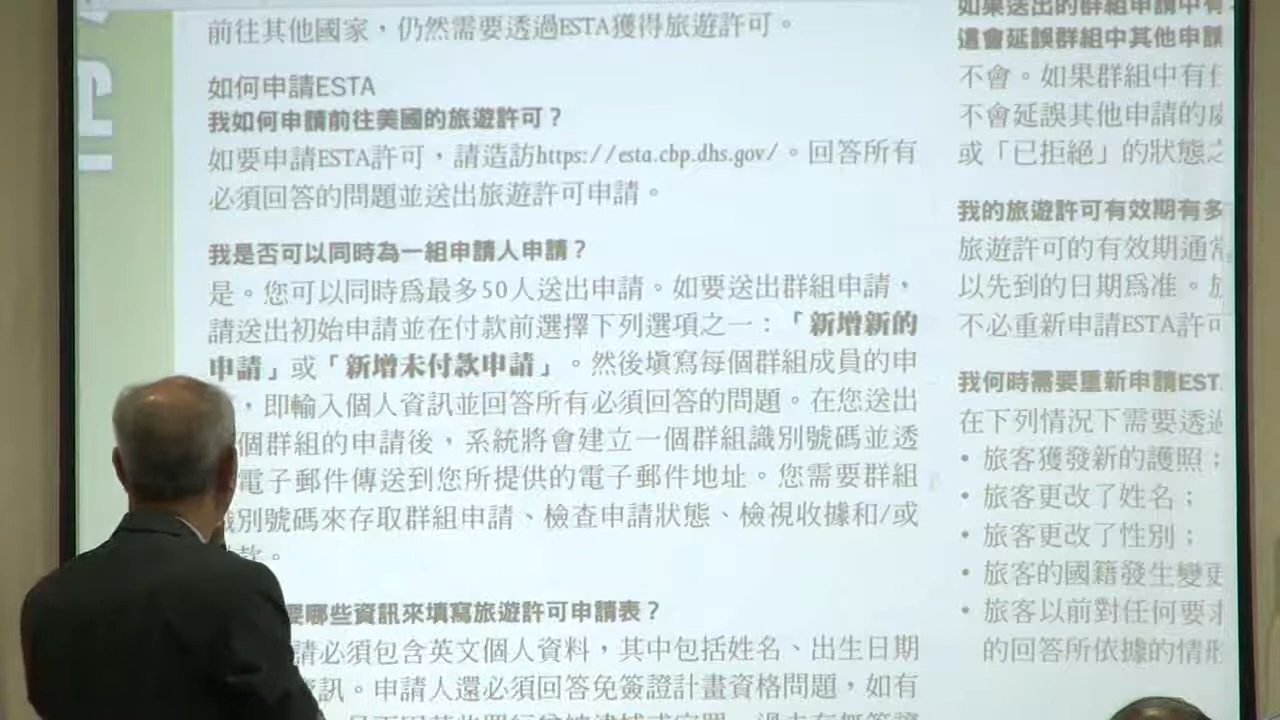 前往其他國家，仍然需要透過ESTA獲得旅遊許可。
如何申請ESTA
我如何申請前往美國的旅遊許可？
如要申請ESTA許可，請造訪https://esta.cbp.dhs.gov/。回答所有
必須回答的問題並送出旅遊許可申請。
我是否可以同時為一組申請人申請？
是。您可以同時為最多50人送出申請。如要送出群組申請，
請送出初始申請並在付款前選擇下列選項之一：「新增新的
申請」或「新增未付款申請」。然後填寫每個群組成員的申
，即輸入個人資訊並回答所有必須回答的問題。在您送出
個群組的申請後，系統將會建立一個群組識別號碼並透
電子郵件傳送到您所提供的電子郵件地址。您需要群組
識別號碼來存取群組申請、檢查申請狀態、檢視收據和/或
款。
要哪些資訊來填寫旅遊許可申請表？
請必須包含英文個人資料，其中包括姓名、出生日期
資訊。申請人還必須回答免簽證計畫資格問題，如有
如果送出的群組申請中有
這會延誤群組中其他申請
不會。如果群組中有任
不會延誤其他申請的處
或「已拒絕」的狀態之
我的旅遊許可有效期有多
旅遊許可的有效期通常
以先到的日期為准。
不必重新申請ESTA許可
我何時需要重新申請EST
在下列情況下需要透過
• 旅客獲發新的護照；
• 旅客更改了姓名；
• 旅客更改了性別；
• 旅客的國籍發生變更
• 旅客以前對任何要求
的回答所依據的情形